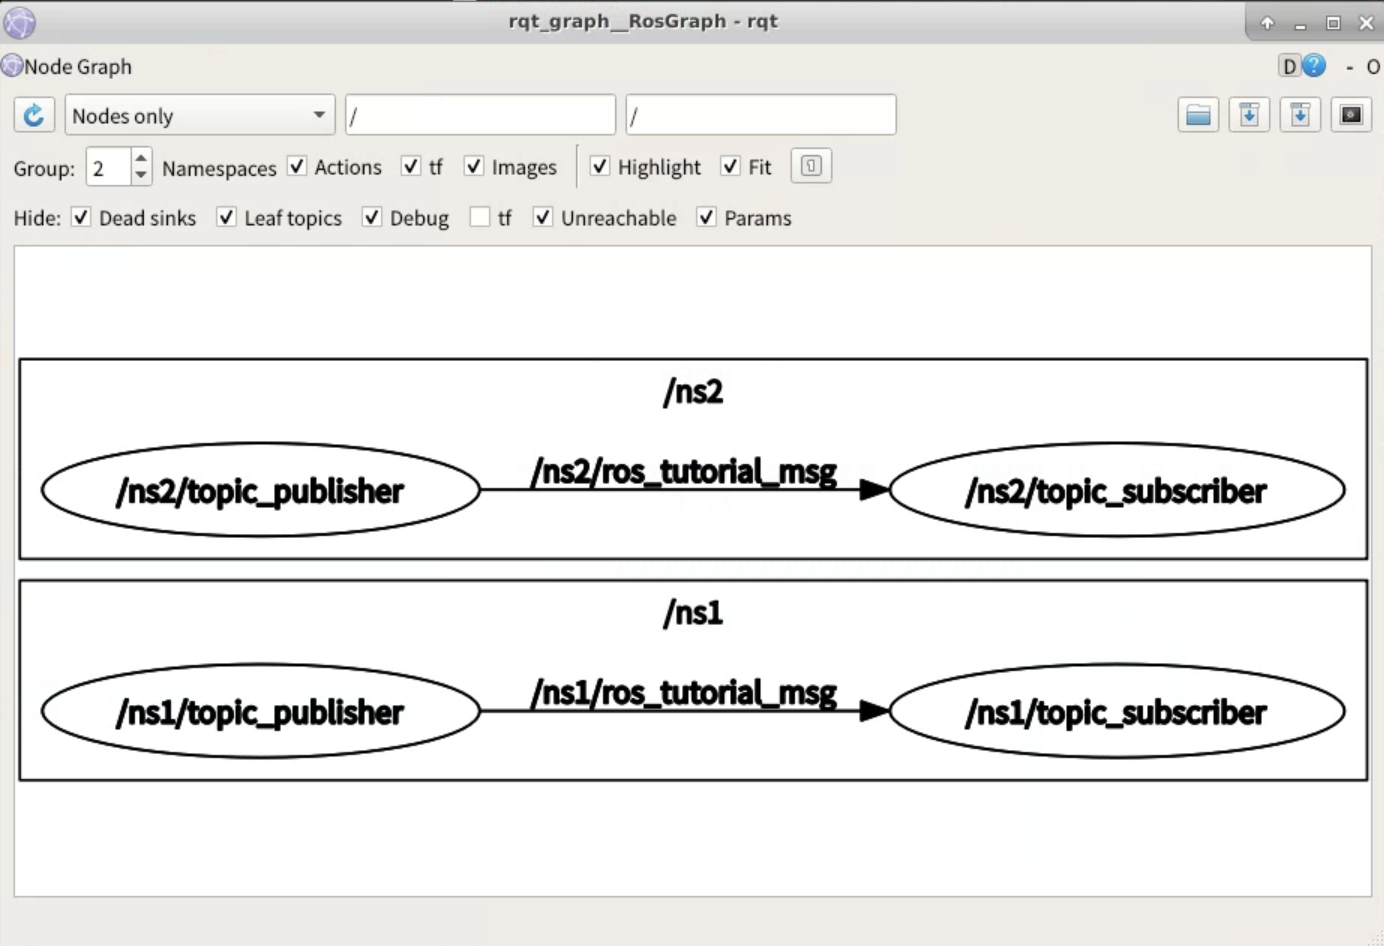 rqt_graph__RosGraph - rqt
Node Graph
D ? - O
Nodes only / /
Group: 2 Namespaces Actions tf Images Highlight Fit
Hide: Dead sinks Leaf topics Debug tf Unreachable Params
/ns2
/ns2/topic_publisher /ns2/ros_tutorial_msg /ns2/topic_subscriber
/ns1
/ns1/topic_publisher /ns1/ros_tutorial_msg /ns1/topic_subscriber